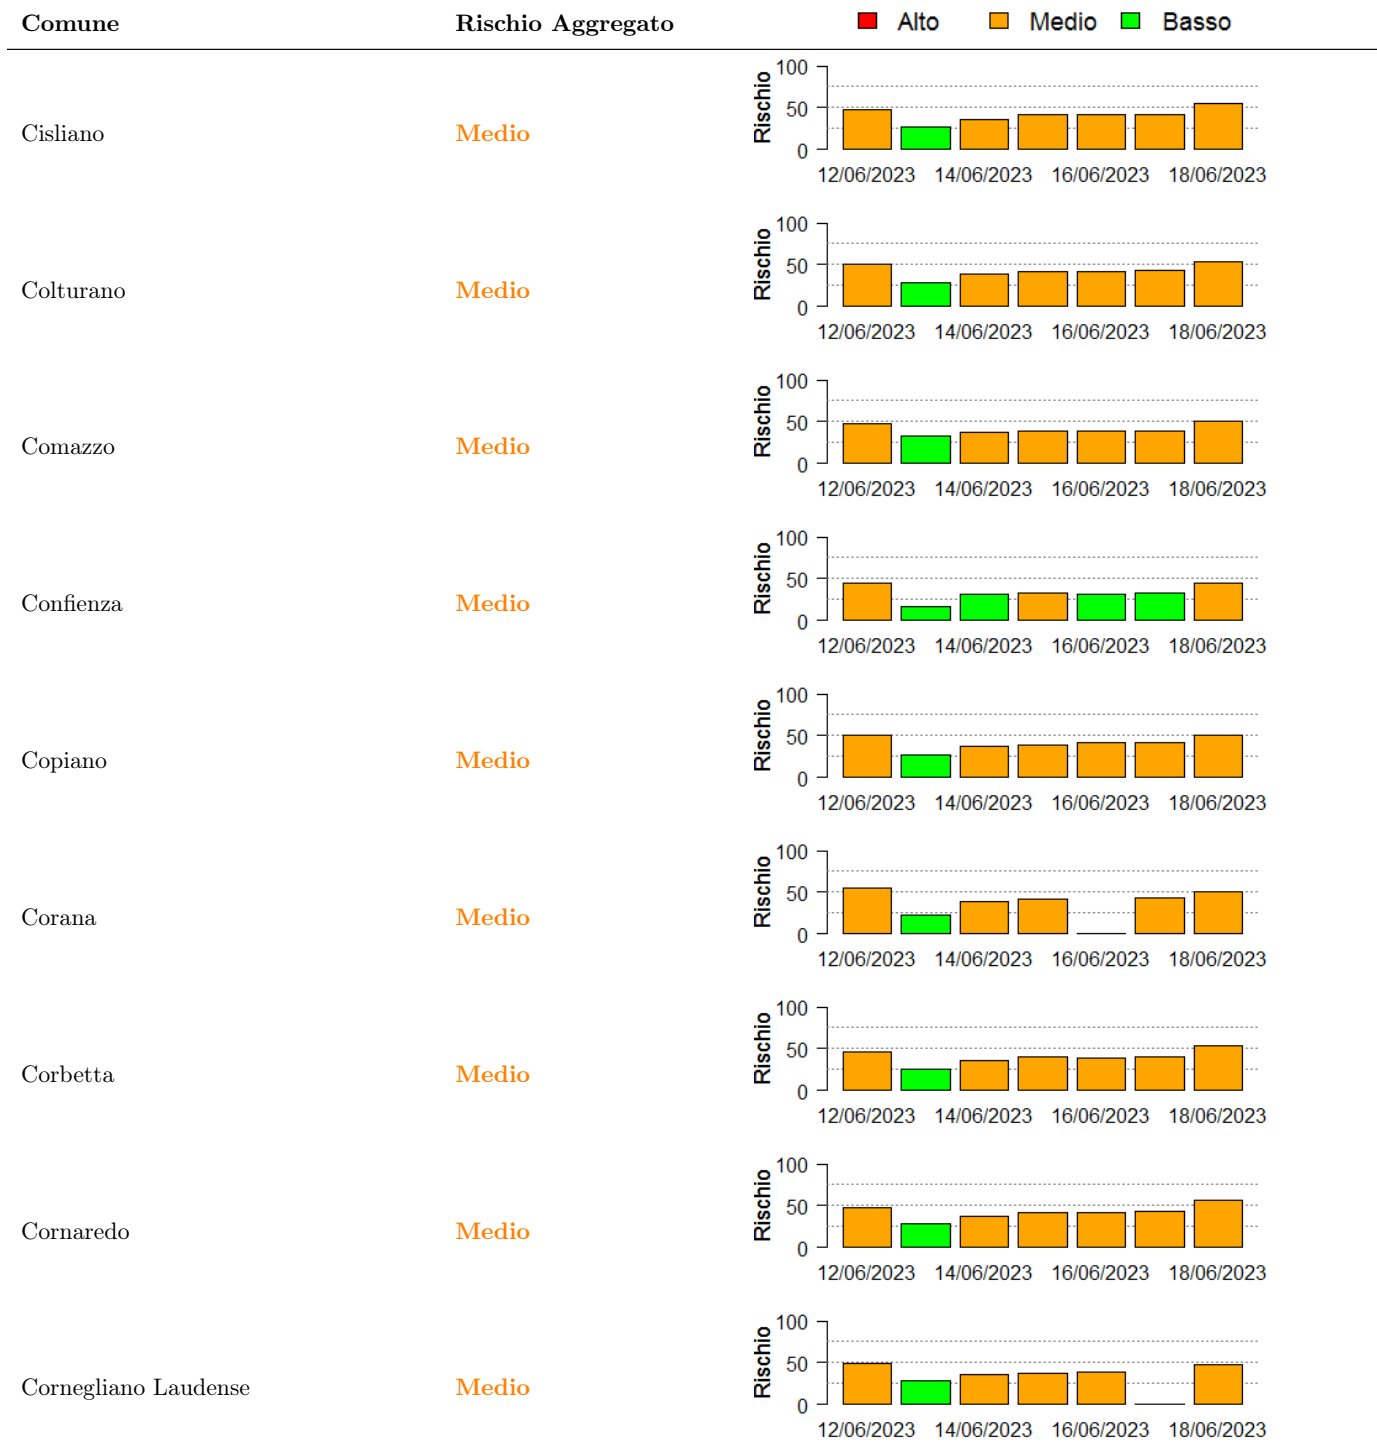 Comune Rischio Aggregato Alto Medio Basso
Cisliano Medio
Rischio
100
50
0
12/06/2023 14/06/2023 16/06/2023 18/06/2023
Colturano Medio
Rischio
100
50
0
12/06/2023 14/06/2023 16/06/2023 18/06/2023
Comazzo Medio
Rischio
100
50
0
12/06/2023 14/06/2023 16/06/2023 18/06/2023
Confienza Medio
Rischio
100
50
0
12/06/2023 14/06/2023 16/06/2023 18/06/2023
Copiano Medio
Rischio
100
50
0
12/06/2023 14/06/2023 16/06/2023 18/06/2023
Corana Medio
Rischio
100
50
0
12/06/2023 14/06/2023 16/06/2023 18/06/2023
Corbetta Medio
Rischio
100
50
0
12/06/2023 14/06/2023 16/06/2023 18/06/2023
Cornaredo Medio
Rischio
100
50
0
12/06/2023 14/06/2023 16/06/2023 18/06/2023
Cornegliano Laudense Medio
Rischio
100
50
0
12/06/2023 14/06/2023 16/06/2023 18/06/2023